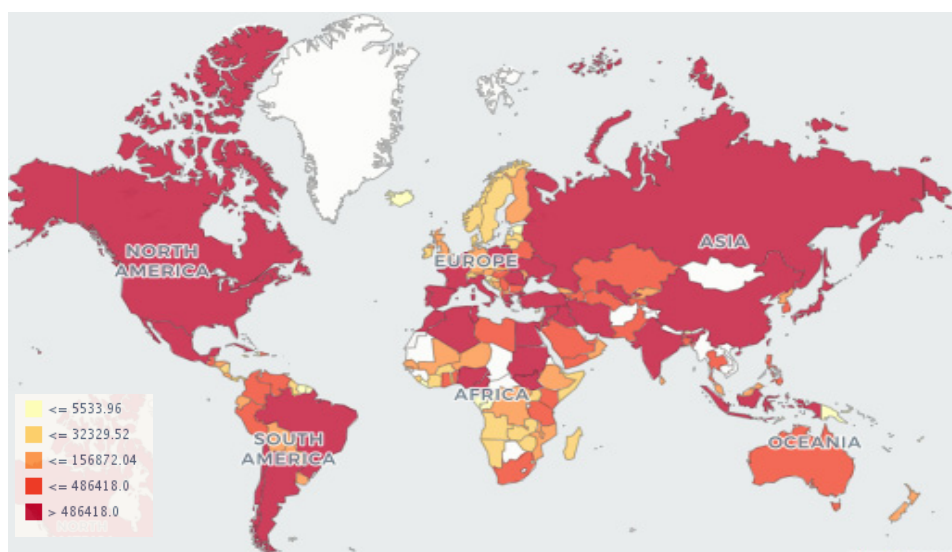 NORTH
AMERICA
EUROPE
ASIA
AFRICA
SOUTH
AMERICA
OCEANIA
<= 5533.96
<= 32329.52
<= 156872.04
<= 486418.0
> 486418.0